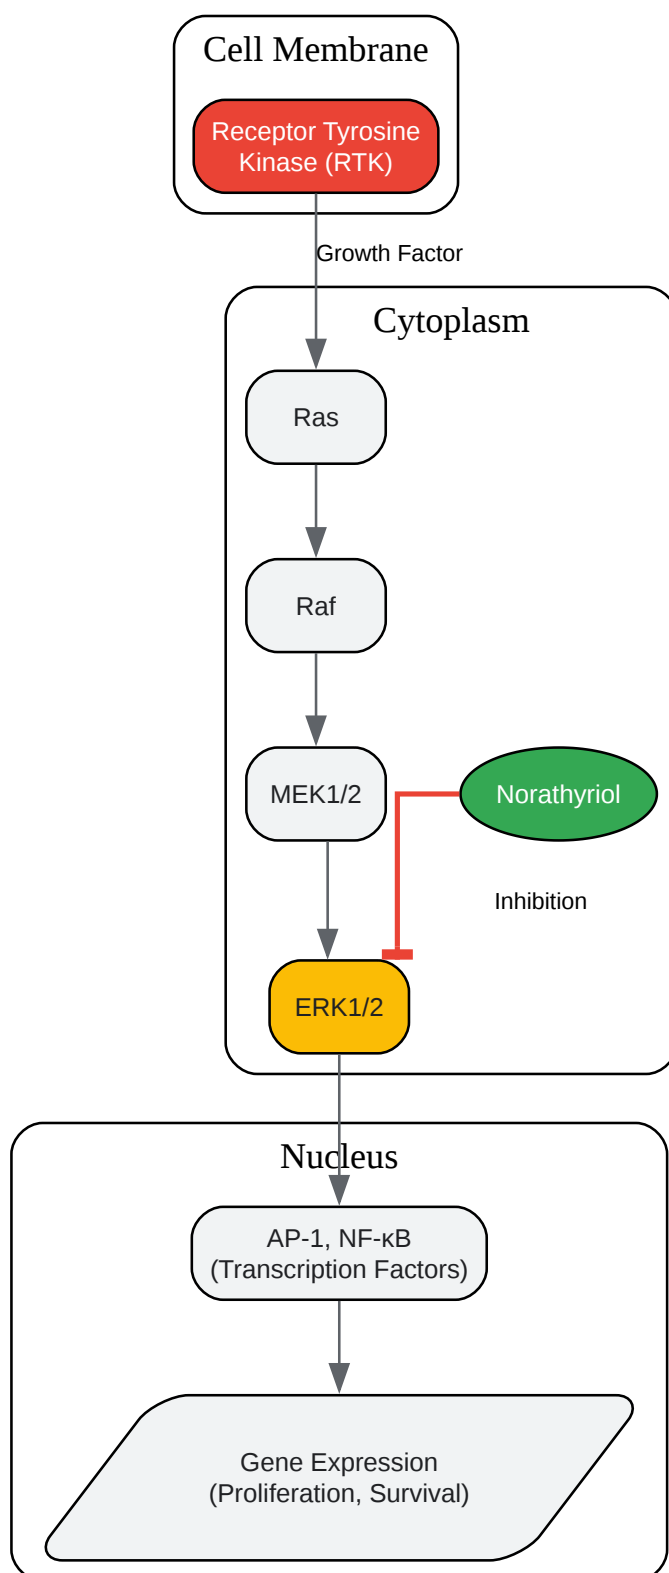 Cell Membrane
Receptor Tyrosine
Kinase (RTK)
Growth Factor
Cytoplasm
Ras
Raf
MEK1/2
Norathyriol
Inhibition
ERK1/2
Nucleus
AP-1, NF-κB
(Transcription Factors)
Gene Expression
(Proliferation, Survival)